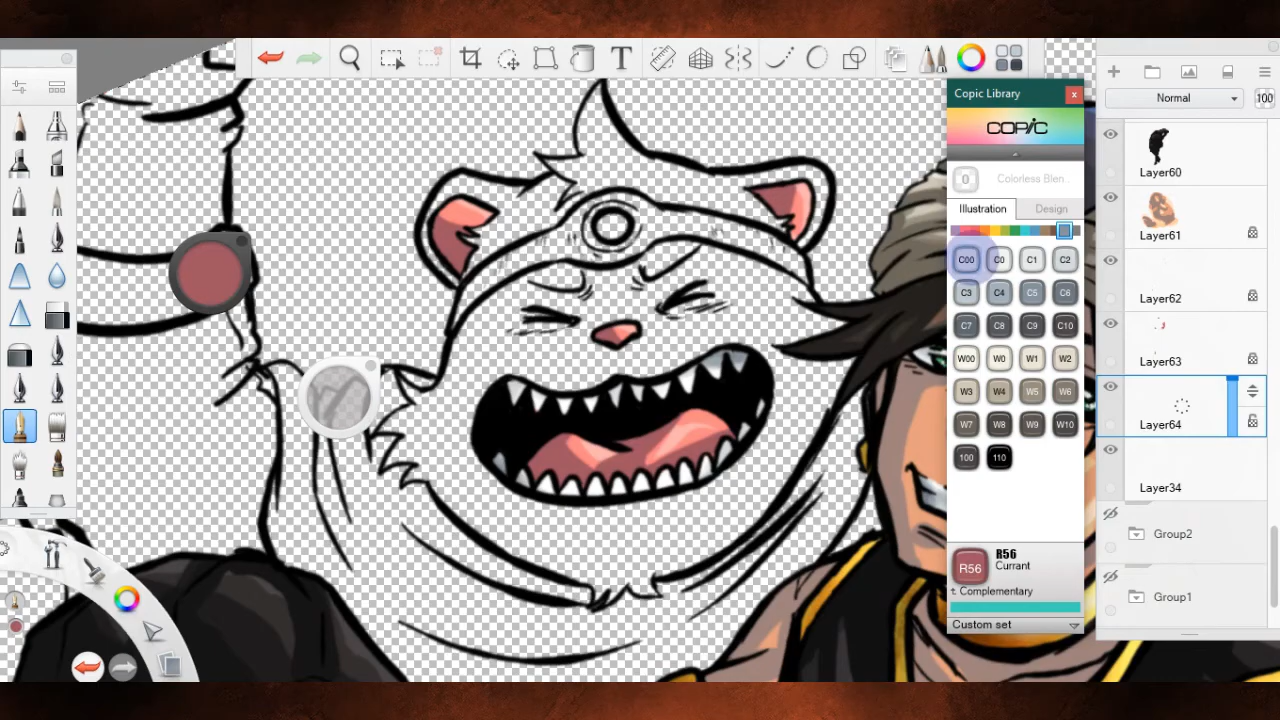 T
Normal
100
Copic Library
x
COPIC
0 Colorless Blen..
Illustration Design
C00 C0 C1 C2
C3 C4 C5 C6
C7 C8 C9 C10
W00 W0 W1 W2
W3 W4 W5 W6
W7 W8 W9 W10
100 110
R56 R56
Currant
Complementary
Custom set
Layer60
Layer61
Layer62
Layer63
Layer64
Layer34
Group2
Group1